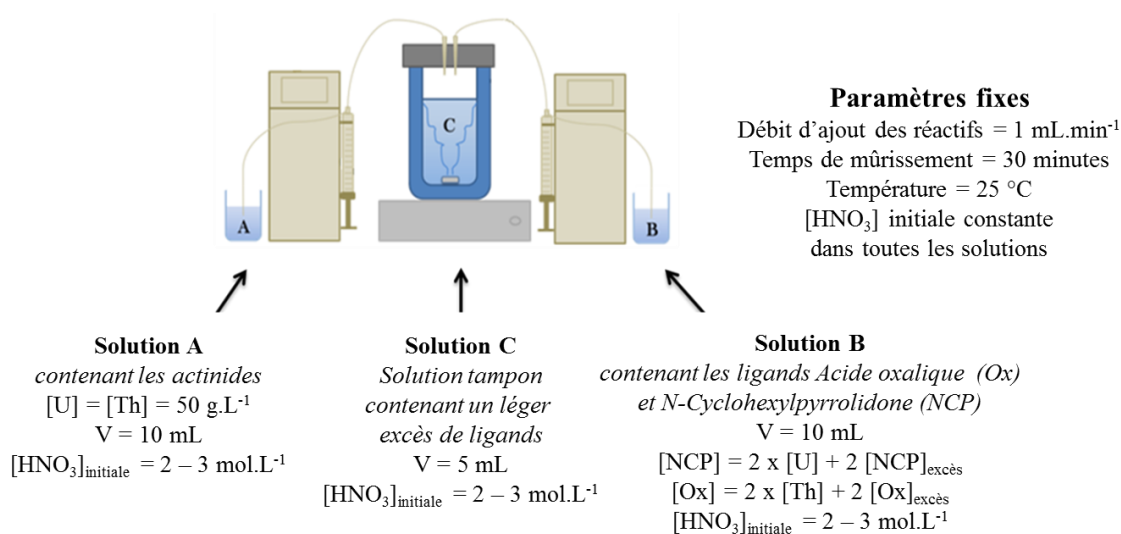 C
A
B
Paramètres fixes
Débit d'ajout des réactifs = 1 mL.min-1
Temps de mûrissement = 30 minutes
Température = 25 °C
[HNO3] initiale constante
dans toutes les solutions
Solution A
contenant les actinides
[U] = [Th] = 50 g.L-1
V = 10 mL
[HNO3]initiale = 2 – 3 mol.L-1
Solution C
Solution tampon
contenant un léger
excès de ligands
V = 5 mL
[HNO3]initiale = 2 – 3 mol.L-1
Solution B
contenant les ligands Acide oxalique (Ox)
et N-Cyclohexylpyrrolidone (NCP)
V = 10 mL
[NCP] = 2 x [U] + 2 [NCP]excès
[Ox] = 2 x [Th] + 2 [Ox]excès
[HNO3]initiale = 2 – 3 mol.L-1